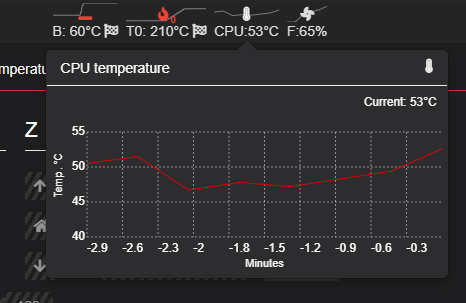 B: 60°C T0: 210°C CPU:53°C F:65%
CPU temperature
Current: 53°C
Z
Temp. °C
55
50
45
40
-2.9 -2.6 -2.3 -2 -1.8 -1.5 -1.2 -0.9 -0.6 -0.3
Minutes